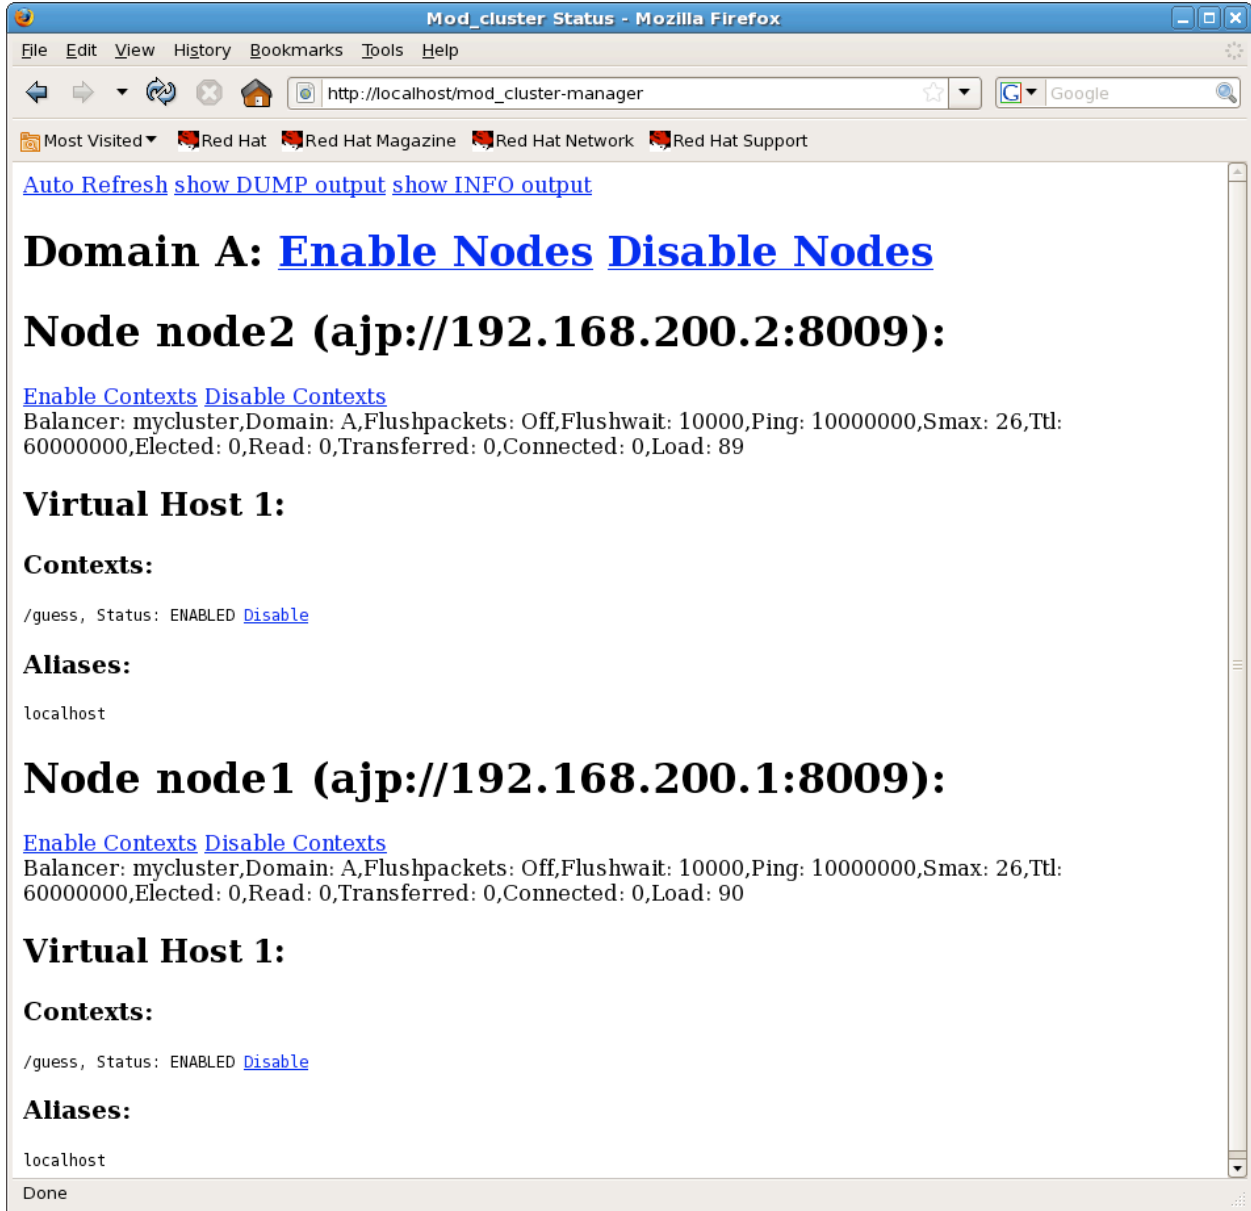 Mod_cluster Status - Mozilla Firefox
File Edit View History Bookmarks Tools Help
http://localhost/mod_cluster-manager G Google
Most Visited Red Hat Red Hat Magazine Red Hat Network Red Hat Support
Auto Refresh show DUMP output show INFO output
Domain A: Enable Nodes Disable Nodes
Node node2 (ajp://192.168.200.2:8009):
Enable Contexts Disable Contexts
Balancer: mycluster,Domain: A,Flushpackets: Off,Flushwait: 10000,Ping: 10000000,Smax: 26,Ttl:
60000000,Elected: 0,Read: 0,Transferred: 0,Connected: 0,Load: 89
Virtual Host 1:
Contexts:
/guess, Status: ENABLED Disable
Aliases:
localhost
Node node1 (ajp://192.168.200.1:8009):
Enable Contexts Disable Contexts
Balancer: mycluster,Domain: A,Flushpackets: Off,Flushwait: 10000,Ping: 10000000,Smax: 26,Ttl:
60000000,Elected: 0,Read: 0,Transferred: 0,Connected: 0,Load: 90
Virtual Host 1:
Contexts:
/guess, Status: ENABLED Disable
Aliases:
localhost
Done